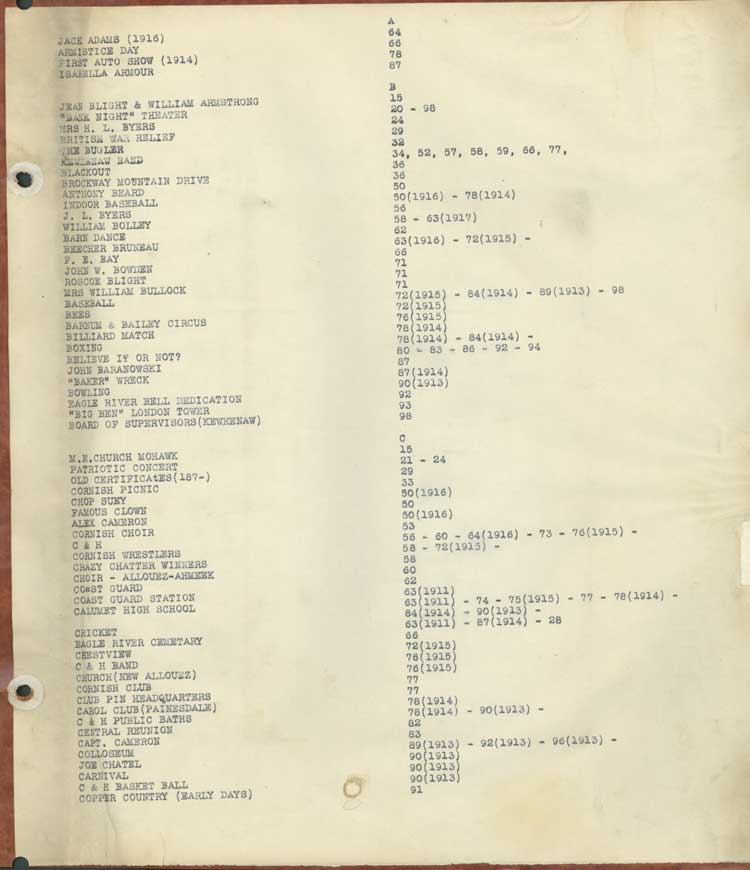 A
JACK ADAMS (1916) 64
ARMISTICE DAY 66
FIRST AUTO SHOW (1914) 78
ISABELLA ARMOUR 87
B
JEAN BLIGHT & WILLIAM ARMSTRONG 15
"BANK NIGHT" THEATER 20 - 98
MRS H. L. BYERS 24
BRITISH WAR RELIEF 29
THE BUGLER 32
KEWEENAW BAND 34, 52, 57, 58, 59, 66, 77,
BLACKOUT 36
BROCKWAY MOUNTAIN DRIVE 36
ANTHONY BEARD 50
INDOOR BASEBALL 50(1916) - 78(1914)
J. L. BYERS 56
WILLIAM BOLLEY 58 - 63(1917)
BARN DANCE 62
BEECHER BRUNEAU 63(1916) - 72(1915) -
F. E. BAY 66
JOHN W. BOWDEN 71
ROSCOE BLIGHT 71
MRS WILLIAM BULLOCK 71
BASEBALL 72(1915) - 84(1914) - 89(1913) - 98
BEES 72(1915)
BARNUM & BAILEY CIRCUS 76(1915)
BILLIARD MATCH 78(1914)
BOXING 78(1914) - 84(1914) -
BELIEVE IT OR NOT? 80 - 83 - 86 - 92 - 94
JOHN BARANOWSKI 87
"BAKER" WRECK 87(1914)
BOWLING 90(1913)
EAGLE RIVER BELL DEDICATION 92
"BIG BEN" LONDON TOWER 93
BOARD OF SUPERVISORS(KEWKENAW) 98
C
M.E.CHURCH MOHAWK 15
PATRIOTIC CONCERT 21 - 24
OLD CERTIFICAtES(187-) 29
CORNISH PICNIC 33
CHOP SUEY 50(1916)
FAMOUS CLOWN 50
ALEX CAMERON 50(1916)
CORNISH CHOIR 53
C & H 56 - 60 - 64(1916) - 73 - 76(1915) -
CORNISH WRESTLERS 58 - 72(1915) -
CRAZY CHATTER WINNERS 58
CHOIR - ALLOUEZ-AHMEEK 60
COAST GUARD 62
COAST GUARD STATION 63(1911)
CALUMET HIGH SCHOOL 63(1911) - 74 - 75(1915) - 77 - 78(1914) -
84(1914) - 90(1913) -
CRICKET 63(1911) - 87(1914) - 28
EAGLE RIVER CEMETARY 66
CRESTVIEW 72(1915)
C & H BAND 76(1915)
CHURCH(NEW ALLOUEZ) 76(1915)
CORNISH CLUB 77
CLUB PIN HEADQUARTERS 77
CAROL CLUB(PAINESDALE) 78(1914)
C & H PUBLIC BATHS 78(1914) - 90(1913) -
CENTRAL REUNION 82
CAPT. CAMERON 83
COLLOSEUM 89(1913) - 92(1913) - 96(1913) -
JOE CHATEL 90(1913)
CARNIVAL 90(1913)
C & H BASKET BALL 90(1913)
COPPER COUNTRY (EARLY DAYS) 91